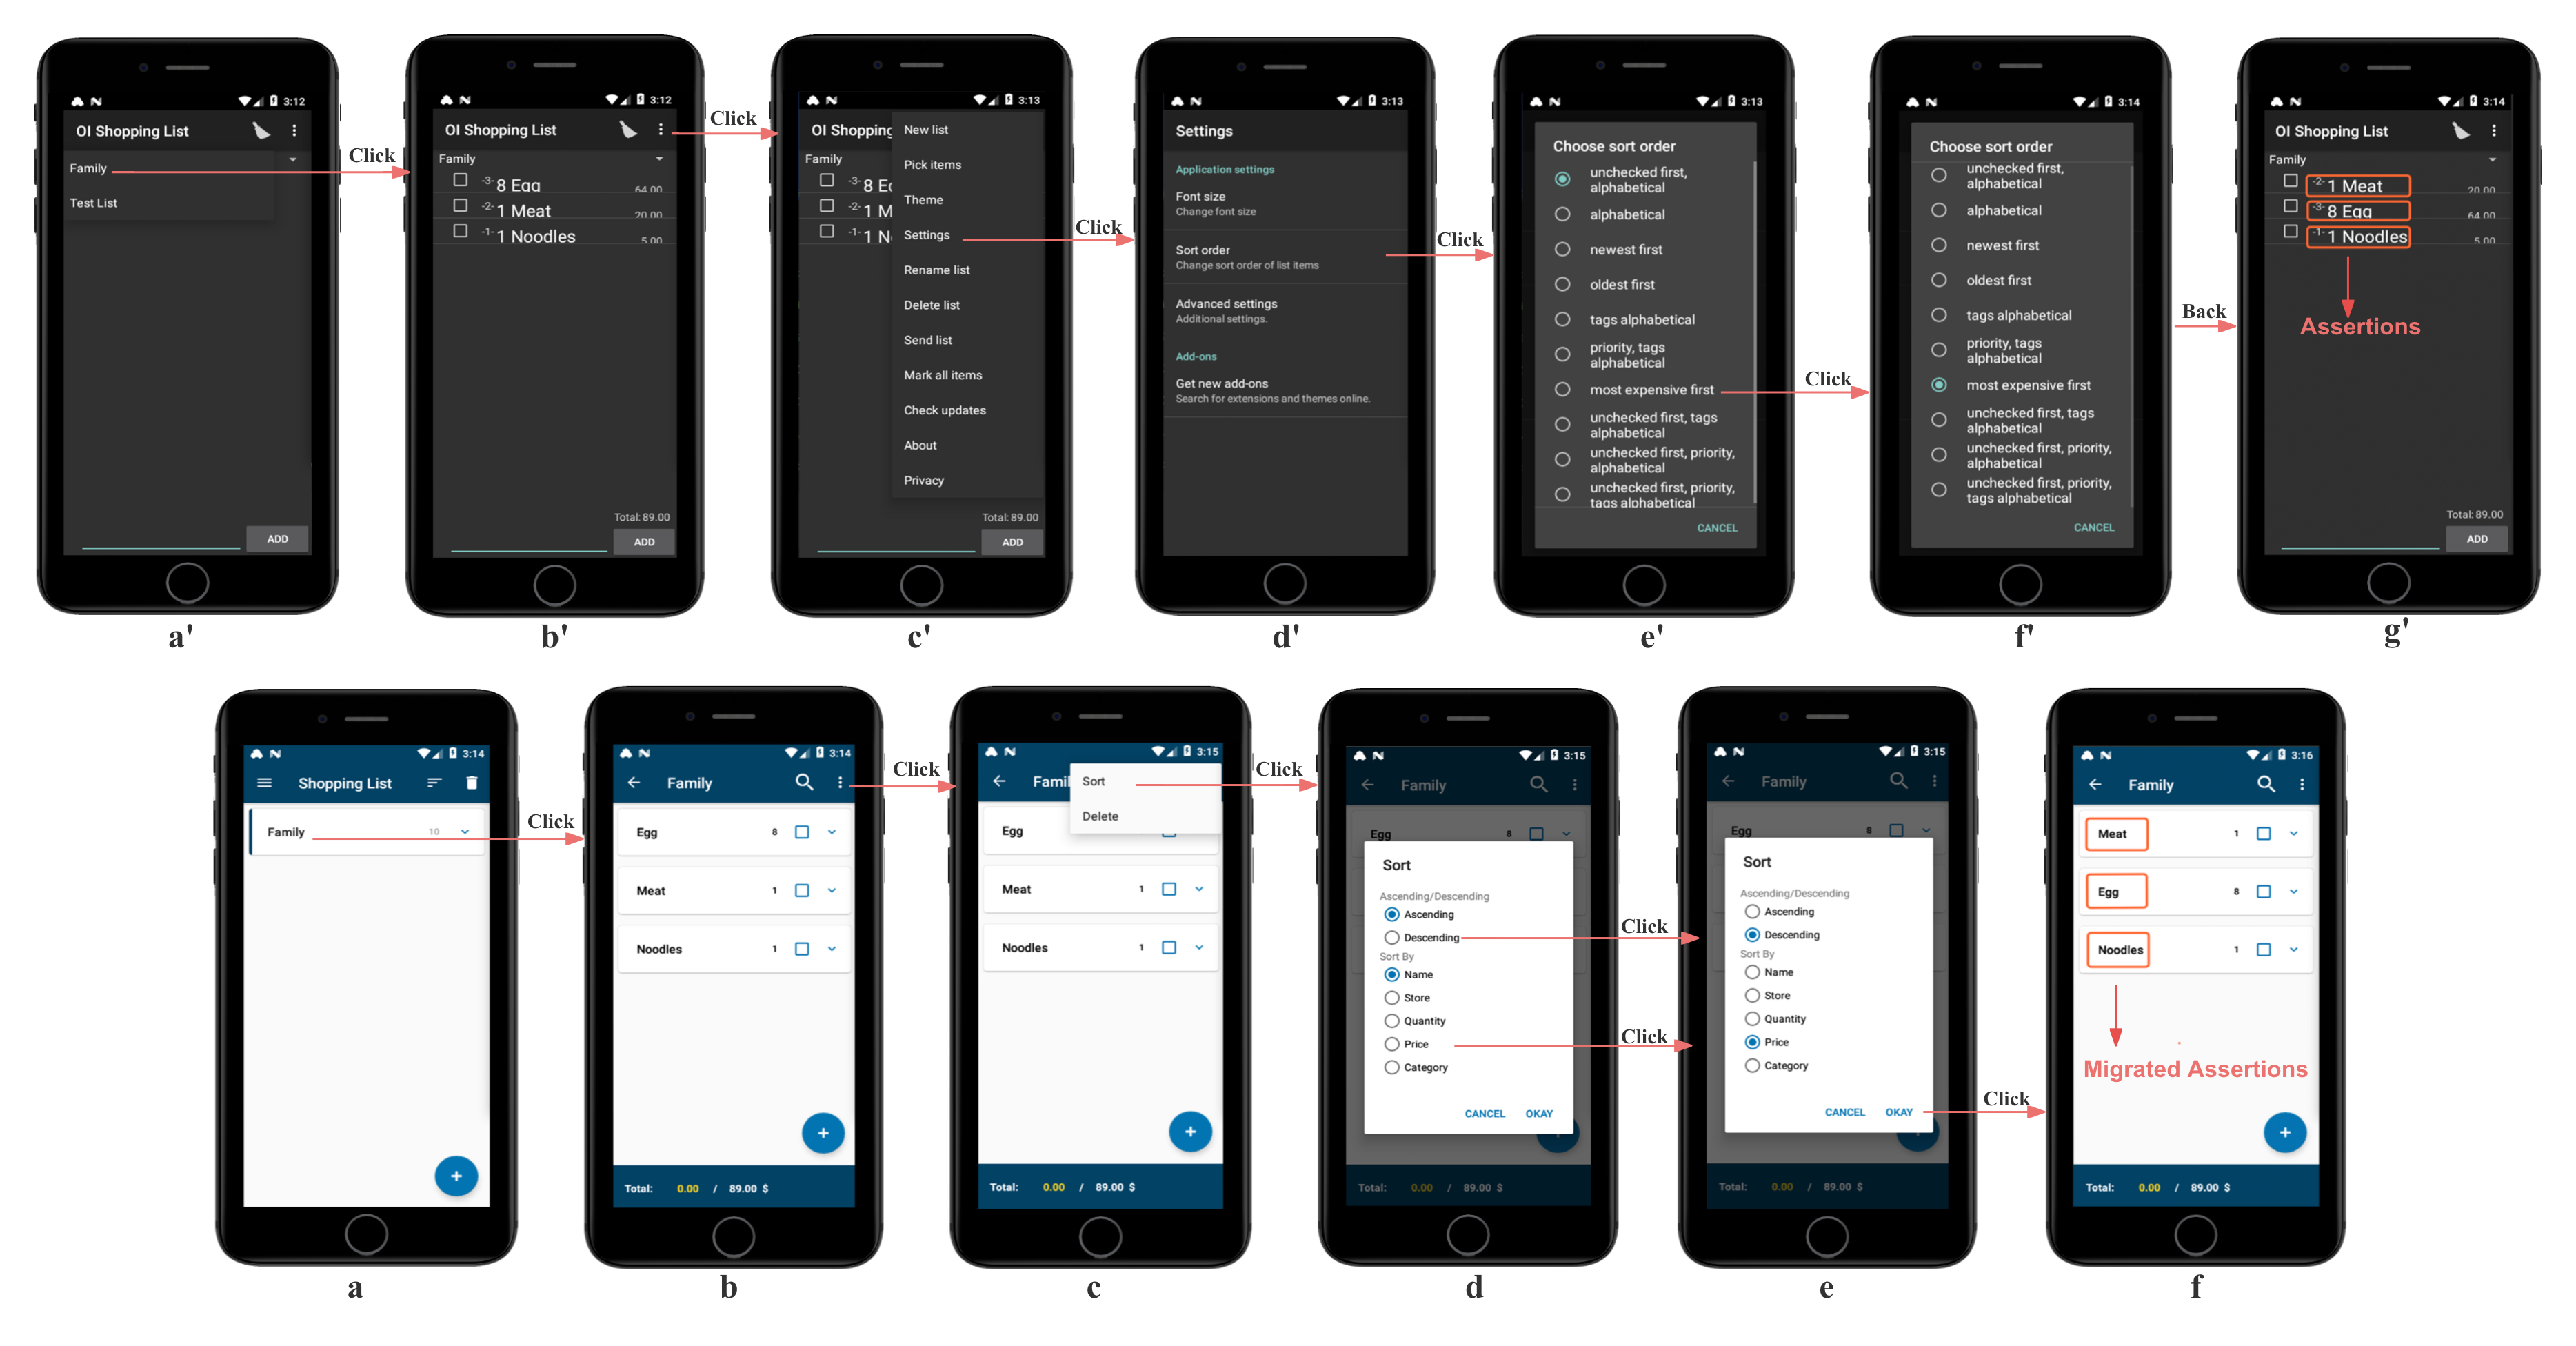 3:12
OI Shopping List
Family
Test List
ADD
a'
Click
3:12
OI Shopping List
Family
-3- 8 Egg 64.00
-2- 1 Meat 20.00
-1- 1 Noodles 5.00
Total: 89.00
ADD
b'
Click
3:13
OI Shopping
Family
-3- 8 Eg
-2- 1 M
-1- 1 N
New list
Pick items
Theme
Settings
Rename list
Delete list
Send list
Mark all items
Check updates
About
Privacy
Total: 89.00
ADD
c'
Click
3:13
Settings
Application settings
Font size
Change font size
Sort order
Change sort order of list items
Advanced settings
Additional settings.
Add-ons
Get new add-ons
Search for extensions and themes online.
d'
Click
3:13
Choose sort order
unchecked first,
alphabetical
alphabetical
newest first
oldest first
tags alphabetical
priority, tags
alphabetical
most expensive first
unchecked first, tags
alphabetical
unchecked first, priority,
alphabetical
unchecked first, priority,
tags alphabetical
CANCEL
e'
Click
3:14
Choose sort order
unchecked first,
alphabetical
alphabetical
newest first
oldest first
tags alphabetical
priority, tags
alphabetical
most expensive first
unchecked first, tags
alphabetical
unchecked first, priority,
alphabetical
unchecked first, priority,
tags alphabetical
CANCEL
f'
Back
3:14
OI Shopping List
Family
-2- 1 Meat 20.00
-3- 8 Egg 64.00
-1- 1 Noodles 5.00
Assertions
Total: 89.00
ADD
g'
3:14
Shopping List
Family 10
a
Click
3:14
Family
Egg 8
Meat 1
Noodles 1
Total: 0.00 / 89.00 $
b
Click
3:15
Famil
Sort
Delete
Egg
Meat 1
Noodles 1
Total: 0.00 / 89.00 $
c
Click
3:15
Family
Egg 8
Sort
Ascending/Descending
Ascending
Descending
Sort By
Name
Store
Quantity
Price
Category
CANCEL OKAY
Total: 0.00 / 89.00 $
d
Click
Click
3:15
Family
Egg 8
Sort
Ascending/Descending
Ascending
Descending
Sort By
Name
Store
Quantity
Price
Category
CANCEL OKAY
Total: 0.00 / 89.00 $
e
Click
3:16
Family
Meat 1
Egg 8
Noodles 1
Migrated Assertions
Total: 0.00 / 89.00 $
f